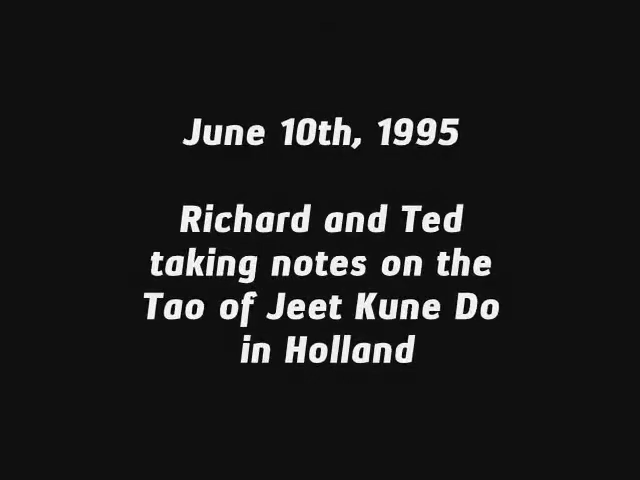 June 10th, 1995
Richard and Ted
taking notes on the
Tao of Jeet Kune Do
in Holland